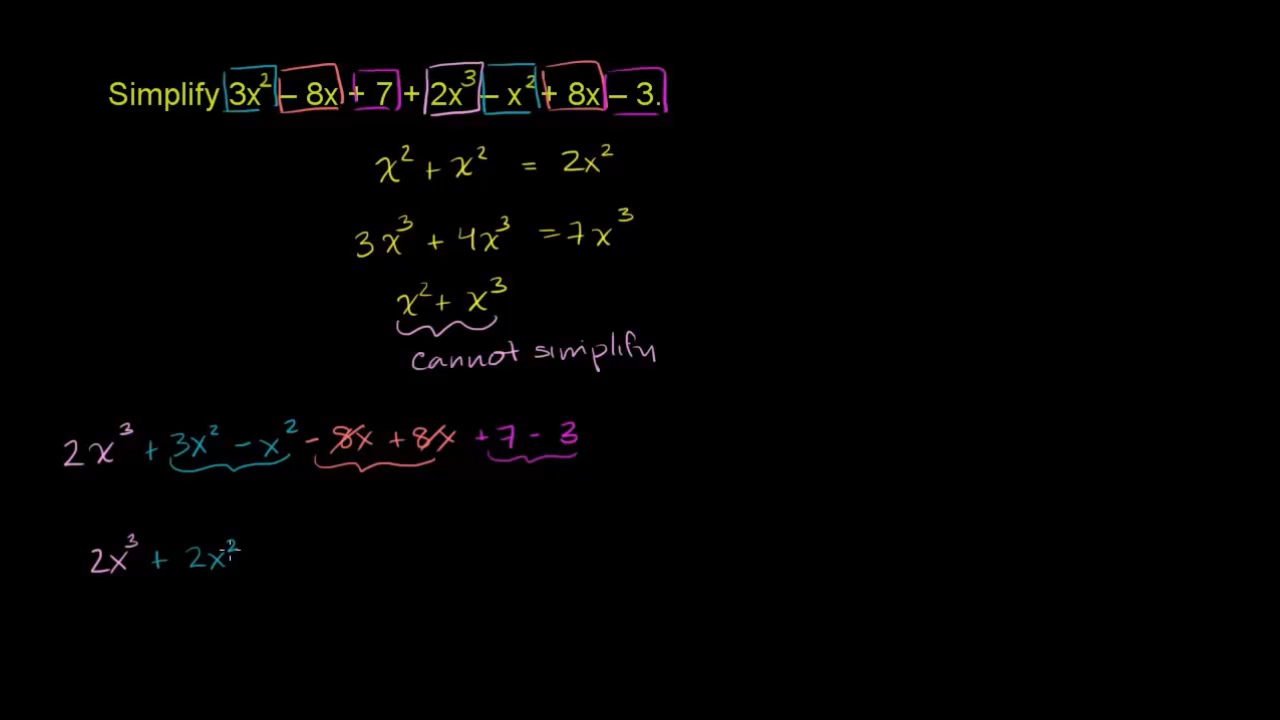 Simplify 3x² – 8x + 7 + 2x³ – x² + 8x – 3.
x² + x² = 2x²
3x³ + 4x³ = 7x³
x² + x³
cannot simplify
2x³ + 3x² - x² - 8x + 8x + 7 - 3
2x³ + 2x²